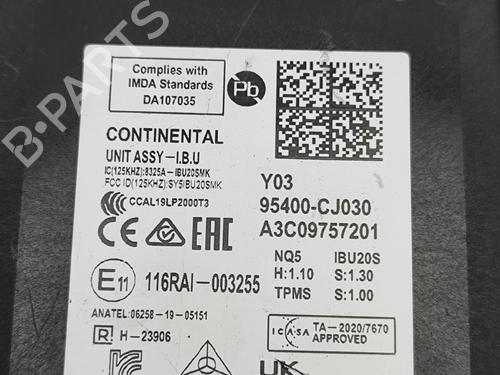 Complies with
IMDA Standards
DA107035
Pb
CONTINENTAL
UNIT ASSY-I.B.U
IC(125KHZ):8325A-IBU20SMK
FCC ID(125KHZ):SY5IBU20SMK
CCAL19LP2000T3
Y03
95400-CJ030
A3C09757201
CE EAC
NQ5 IBU20S
H:1.10 S:1.30
TPMS S:1.00
E11 116RAI-003255
ANATEL:06258-19-05151
R H-23906
ICASA TA-2020/7670
APPROVED
UK
B-PARTS